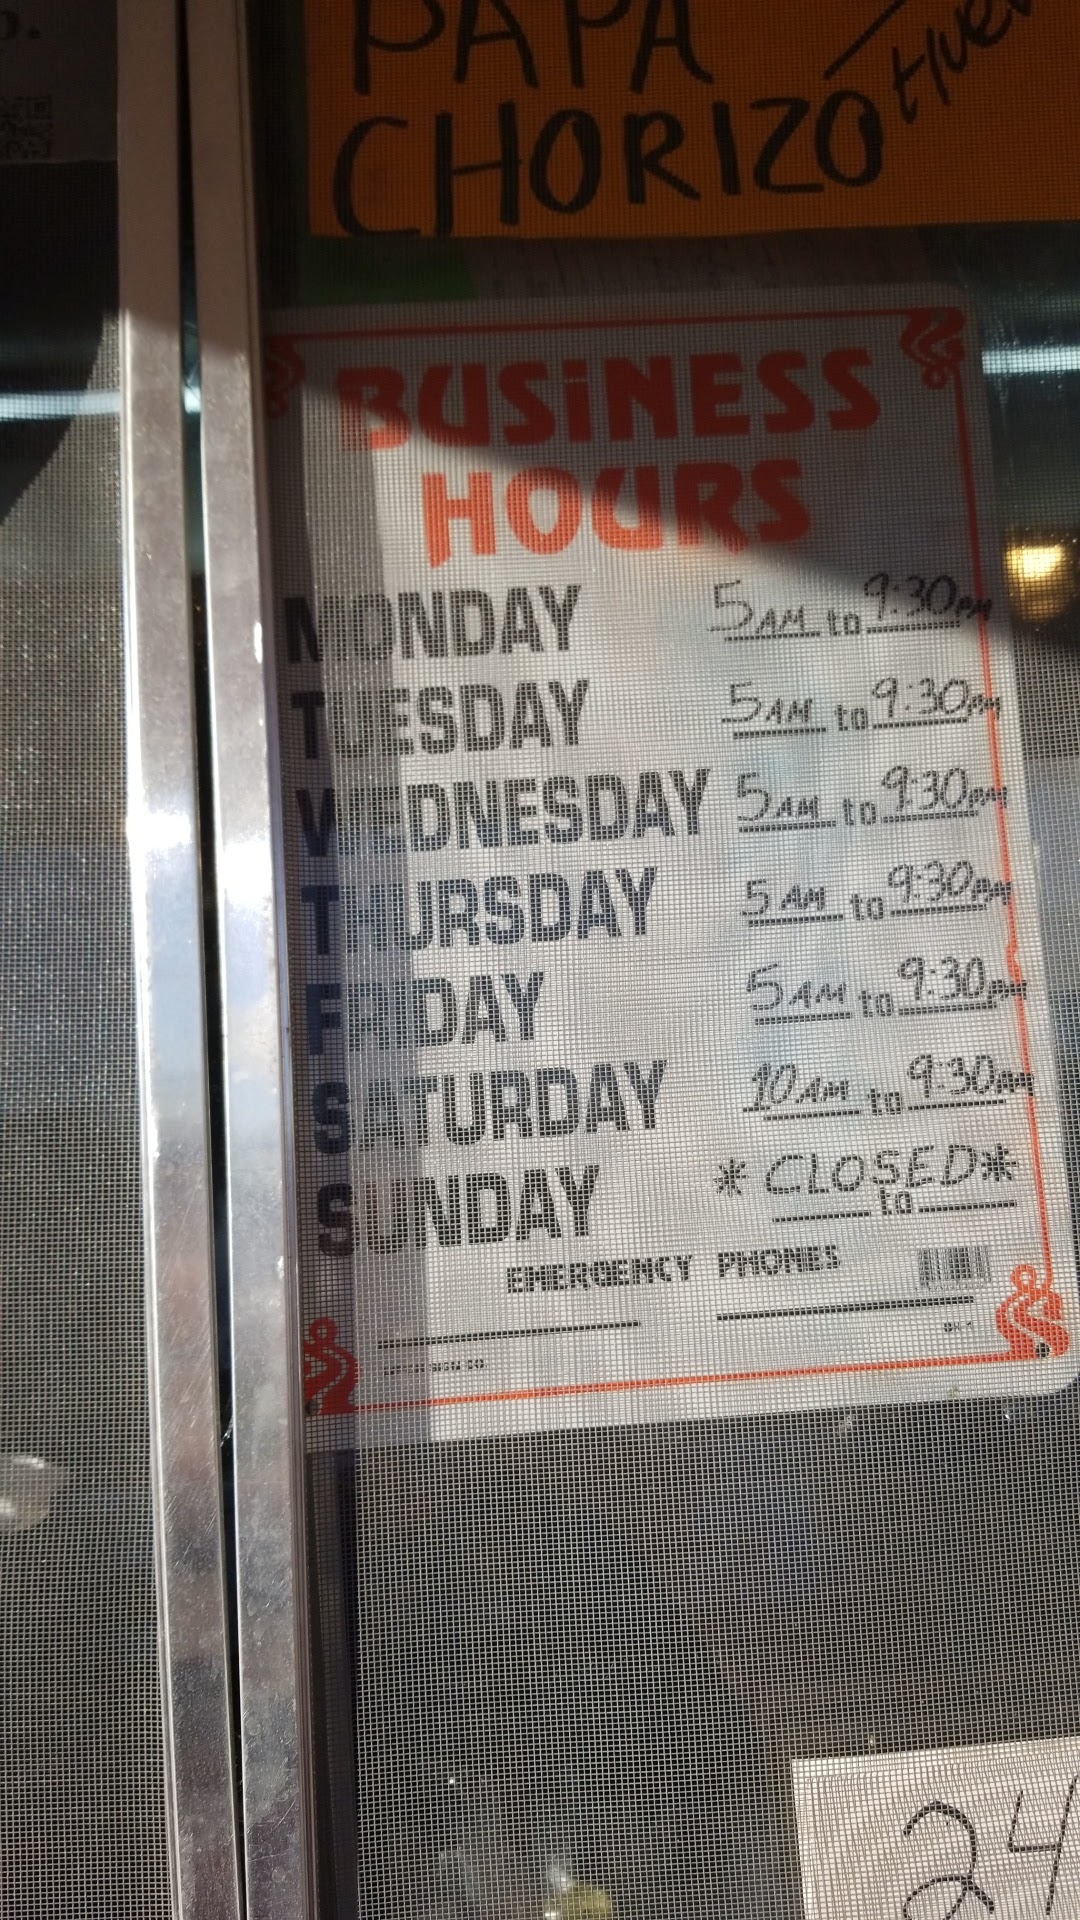 PAPA
CHORIZO
BUSINESS
HOURS
MONDAY 5AM to 9:30PM
TUESDAY 5AM to 9:30PM
WEDNESDAY 5AM to 9:30PM
THURSDAY 5AM to 9:30PM
FRIDAY 5AM to 9:30PM
SATURDAY 10AM to 9:30PM
SUNDAY * CLOSED* to
EMERGENCY PHONES
SIGN CO.
24